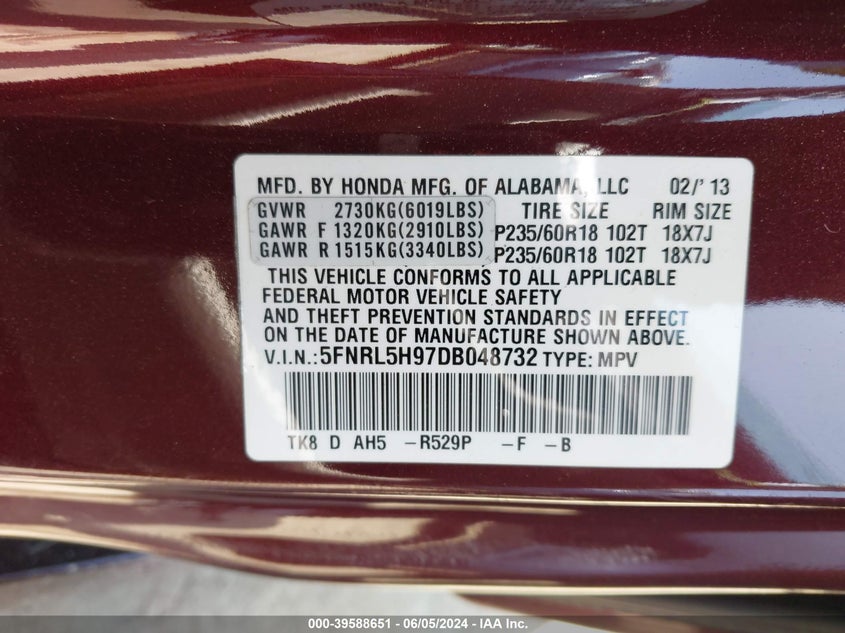 MFD. BY HONDA MFG. OF ALABAMA, LLC 02/' 13
GVWR 2730KG(6019LBS) TIRE SIZE RIM SIZE
GAWR F 1320KG(2910LBS) P235/60R18 102T 18X7J
GAWR R 1515KG(3340LBS) P235/60R18 102T 18X7J
THIS VEHICLE CONFORMS TO ALL APPLICABLE
FEDERAL MOTOR VEHICLE SAFETY
AND THEFT PREVENTION STANDARDS IN EFFECT
ON THE DATE OF MANUFACTURE SHOWN ABOVE.
V.I.N.: 5FNRL5H97DB048732 TYPE: MPV
TK8 D AH5 -R529P -F -B
000-39588651 - 06/05/2024 - IAA Inc.